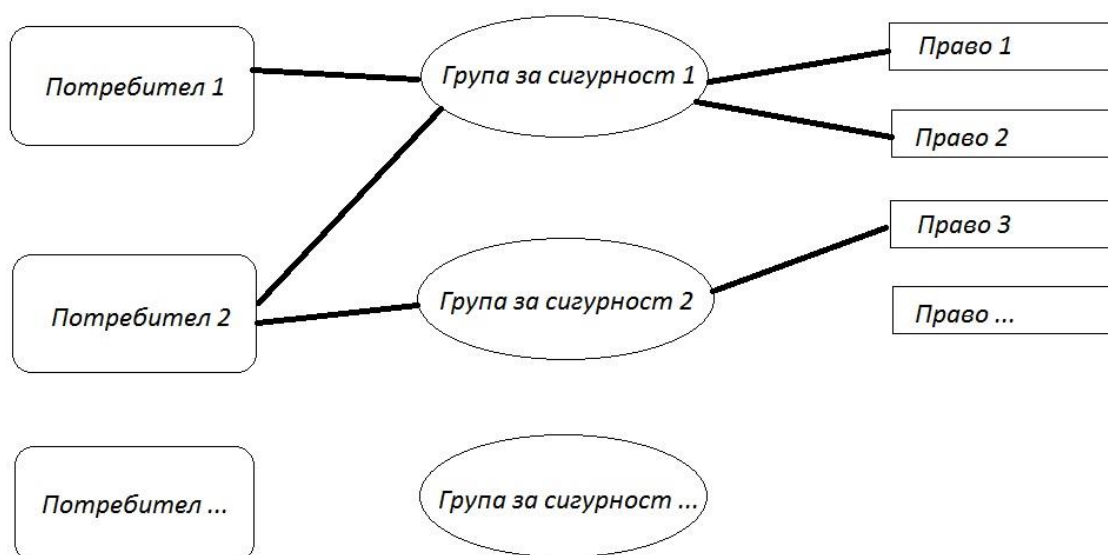 Потребител 1
Група за сигурност 1
Право 1
Право 2
Потребител 2
Група за сигурност 2
Право 3
Право ...
Потребител ...
Група за сигурност ...